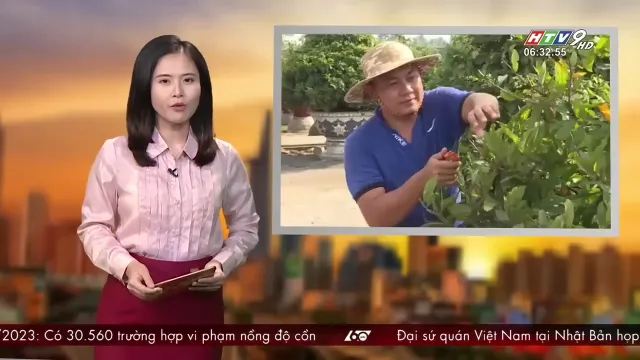 HTV9 HD
06:32:55
/2023: Có 30.560 trường hợp vi phạm nồng độ cồn
60
Đại sứ quán Việt Nam tại Nhật Bản họp